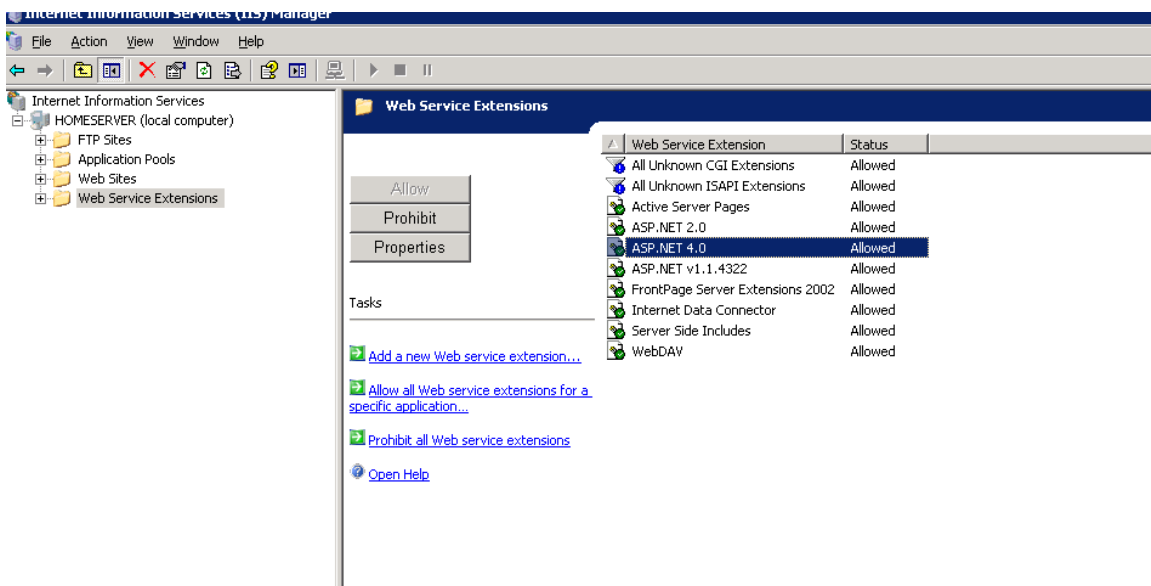 Internet Information Services (IIS) Manager
File Action View Window Help
Internet Information Services
HOMESERVER (local computer)
FTP Sites
Application Pools
Web Sites
Web Service Extensions
Web Service Extensions
Allow
Prohibit
Properties
Tasks
Add a new Web service extension...
Allow all Web service extensions for a
specific application...
Prohibit all Web service extensions
Open Help
Web Service Extension Status
All Unknown CGI Extensions Allowed
All Unknown ISAPI Extensions Allowed
Active Server Pages Allowed
ASP.NET 2.0 Allowed
ASP.NET 4.0 Allowed
ASP.NET v1.1.4322 Allowed
FrontPage Server Extensions 2002 Allowed
Internet Data Connector Allowed
Server Side Includes Allowed
WebDAV Allowed